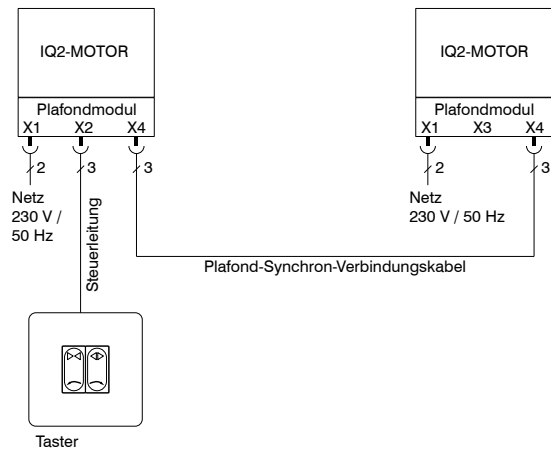 IQ2-MOTOR
Plafondmodul
X1 X2 X4
2 3 3
Netz
230 V /
50 Hz
Steuerleitung
IQ2-MOTOR
Plafondmodul
X1 X3 X4
2 3
Netz
230 V / 50 Hz
Plafond-Synchron-Verbindungskabel
Taster